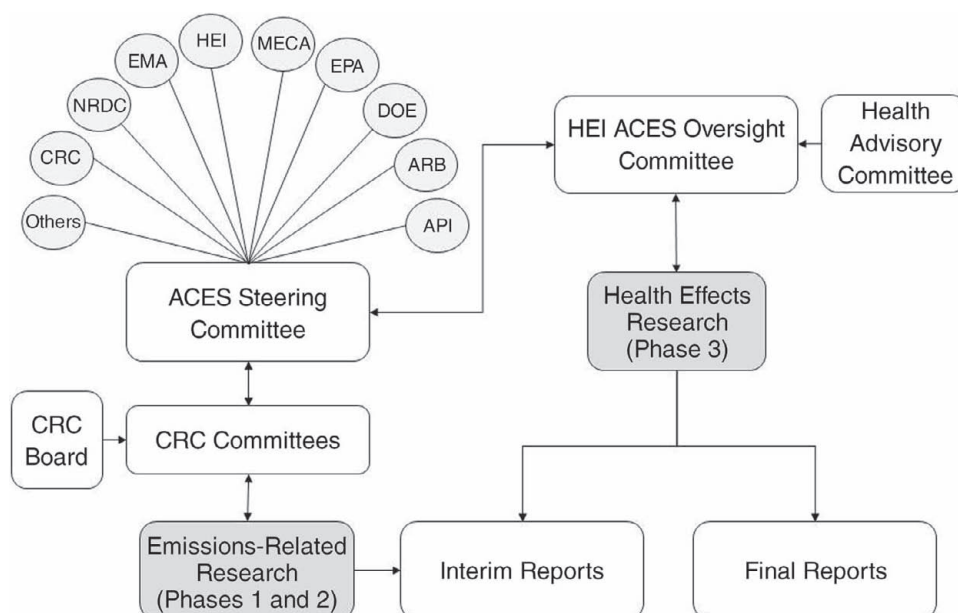 HEI
MECA
EMA
EPA
NRDC
DOE
CRC
ARB
Others
API
HEI ACES Oversight
Committee
Health
Advisory
Committee
ACES Steering
Committee
Health Effects
Research
(Phase 3)
CRC
Board
CRC Committees
Emissions-Related
Research
(Phases 1 and 2)
Interim Reports
Final Reports